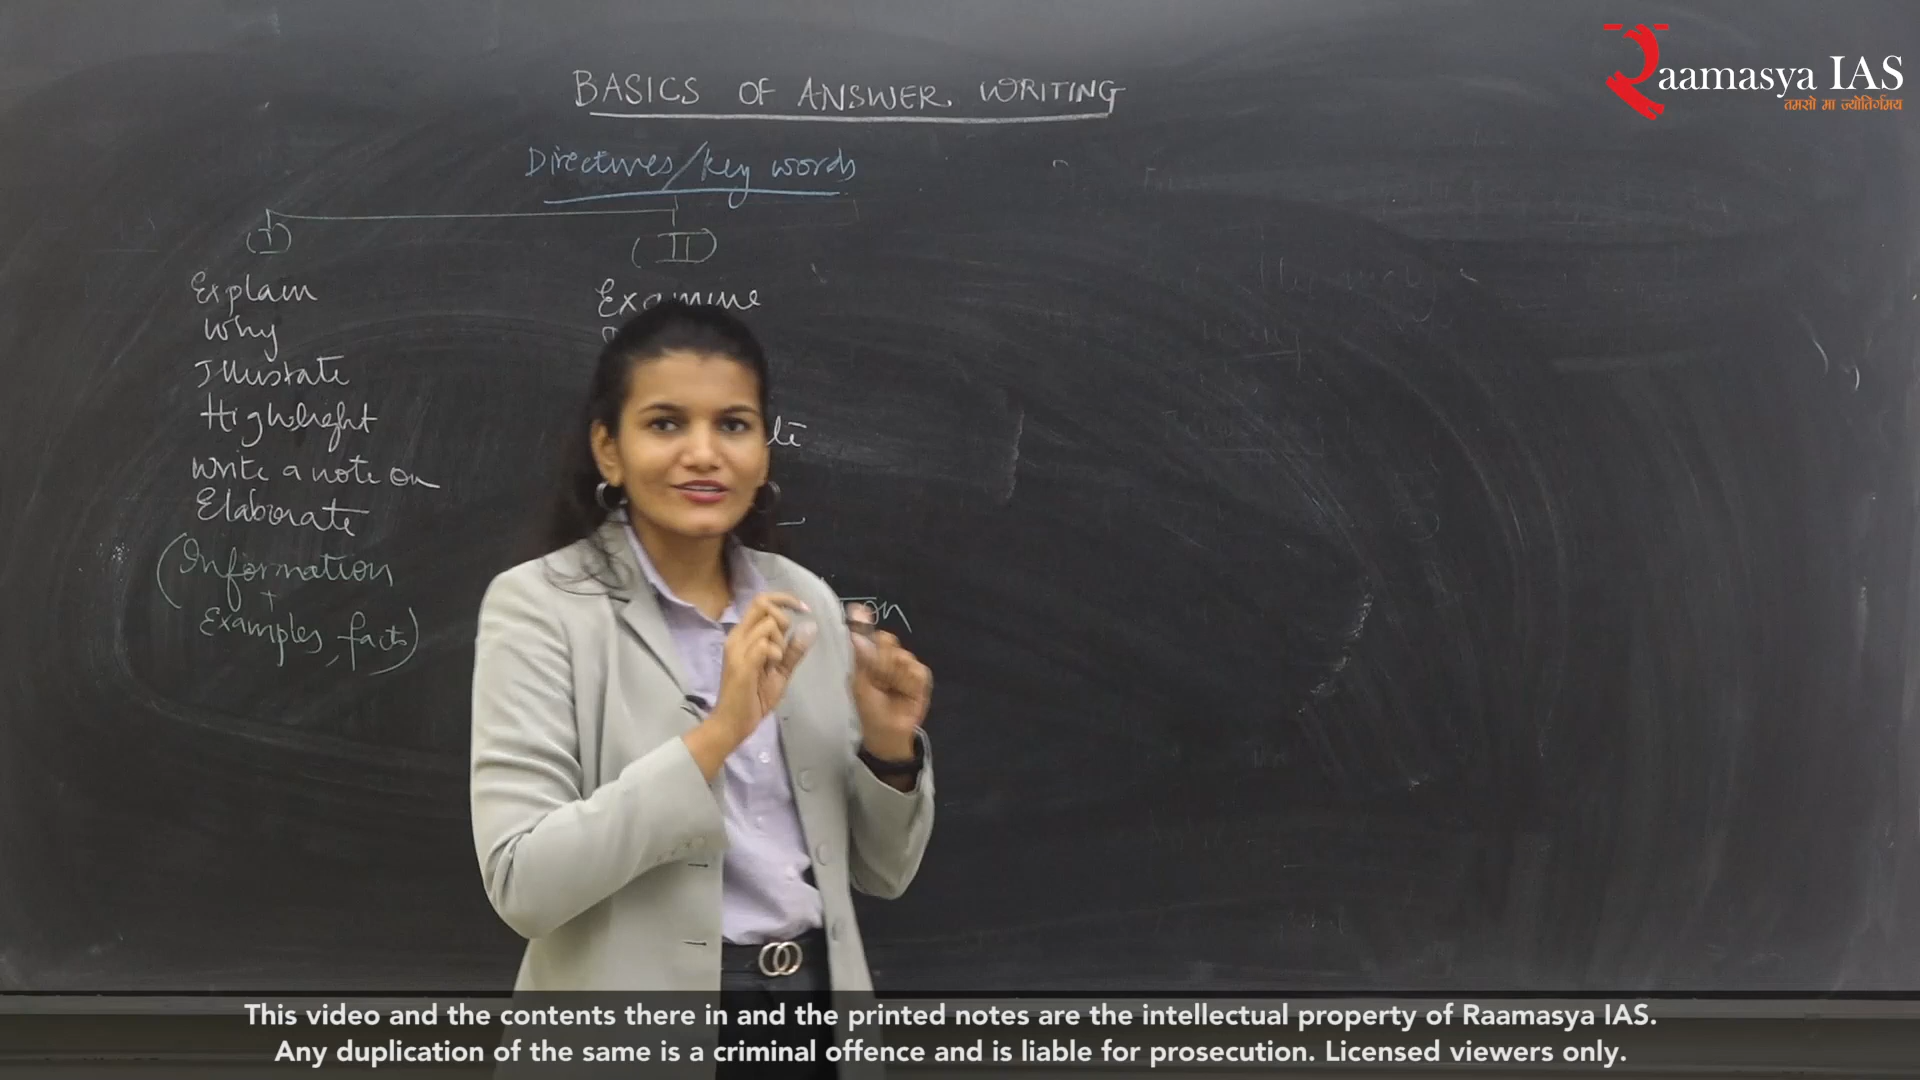 Raamasya IAS
तमसो मा ज्योतिर्गमय
BASICS OF ANSWER WRITING
Directives/key words
(I)
(II)
Explain
Why
Illustrate
Highlight
Write a note on
Elaborate
(Information
+
Examples, facts)
Examine
This video and the contents there in and the printed notes are the intellectual property of Raamasya IAS.
Any duplication of the same is a criminal offence and is liable for prosecution. Licensed viewers only.